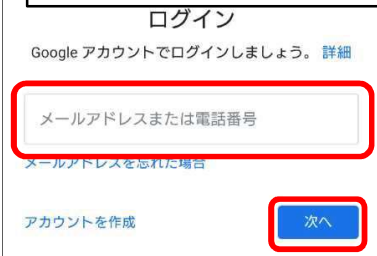 ログイン
Google アカウントでログインしましょう。 詳細
メールアドレスまたは電話番号
メールアドレスを忘れた場合
アカウントを作成
次へ